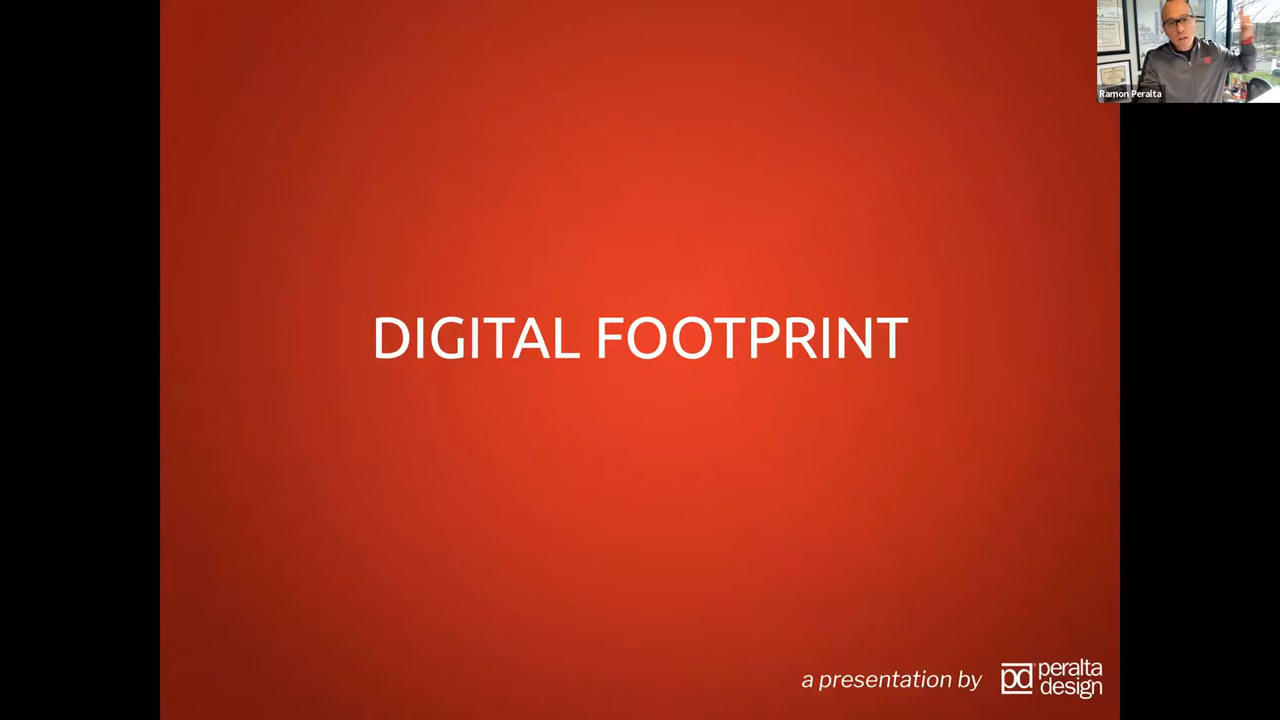 Ramon Peralta
DIGITAL FOOTPRINT
a presentation by
pd peralta
design